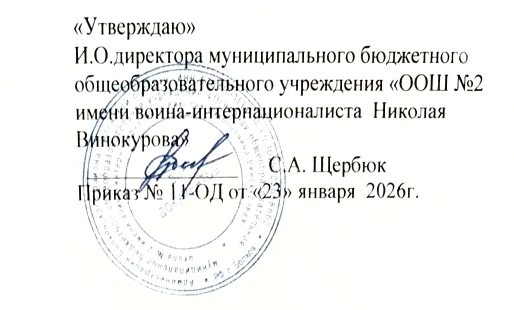 «Утверждаю»
И.О.директора муниципального бюджетного
общеобразовательного учреждения «ООШ №2
имени воина-интернационалиста Николая
Винокурова»
С.А. Щербюк
Приказ № 11-ОД от «23» января 2026г.